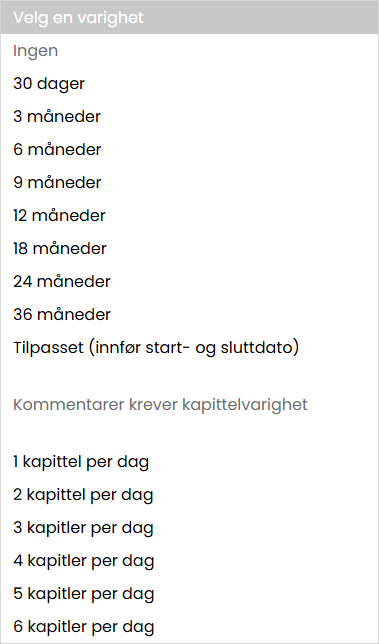 Velg en varighet
Ingen
30 dager
3 måneder
6 måneder
9 måneder
12 måneder
18 måneder
24 måneder
36 måneder
Tilpasset (innfør start- og sluttdato)
Kommentarer krever kapittelvarighet
1 kapittel per dag
2 kapittel per dag
3 kapitler per dag
4 kapitler per dag
5 kapitler per dag
6 kapitler per dag